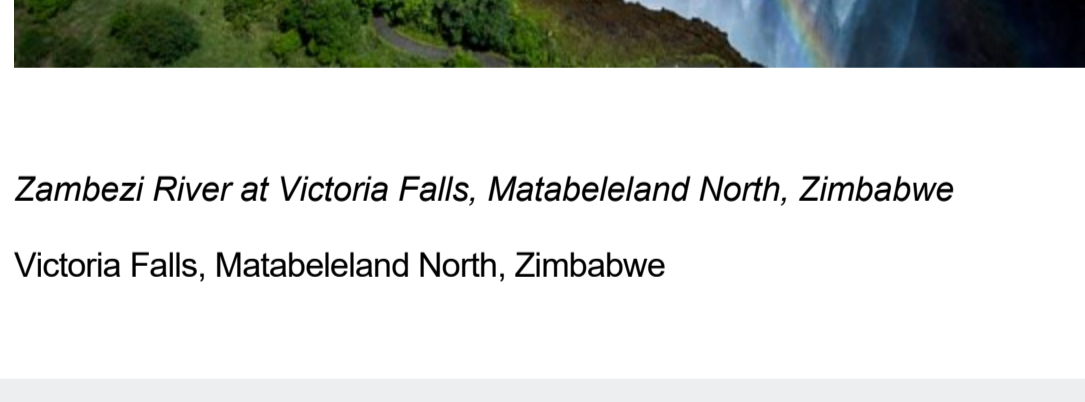 Zambezi River at Victoria Falls, Matabeleland North, Zimbabwe
Victoria Falls, Matabeleland North, Zimbabwe